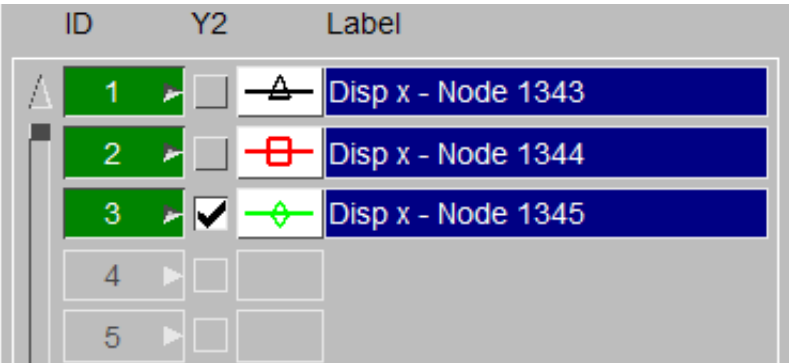 ID Y2 Label
1 Disp x - Node 1343
2 Disp x - Node 1344
3 Disp x - Node 1345
4
5